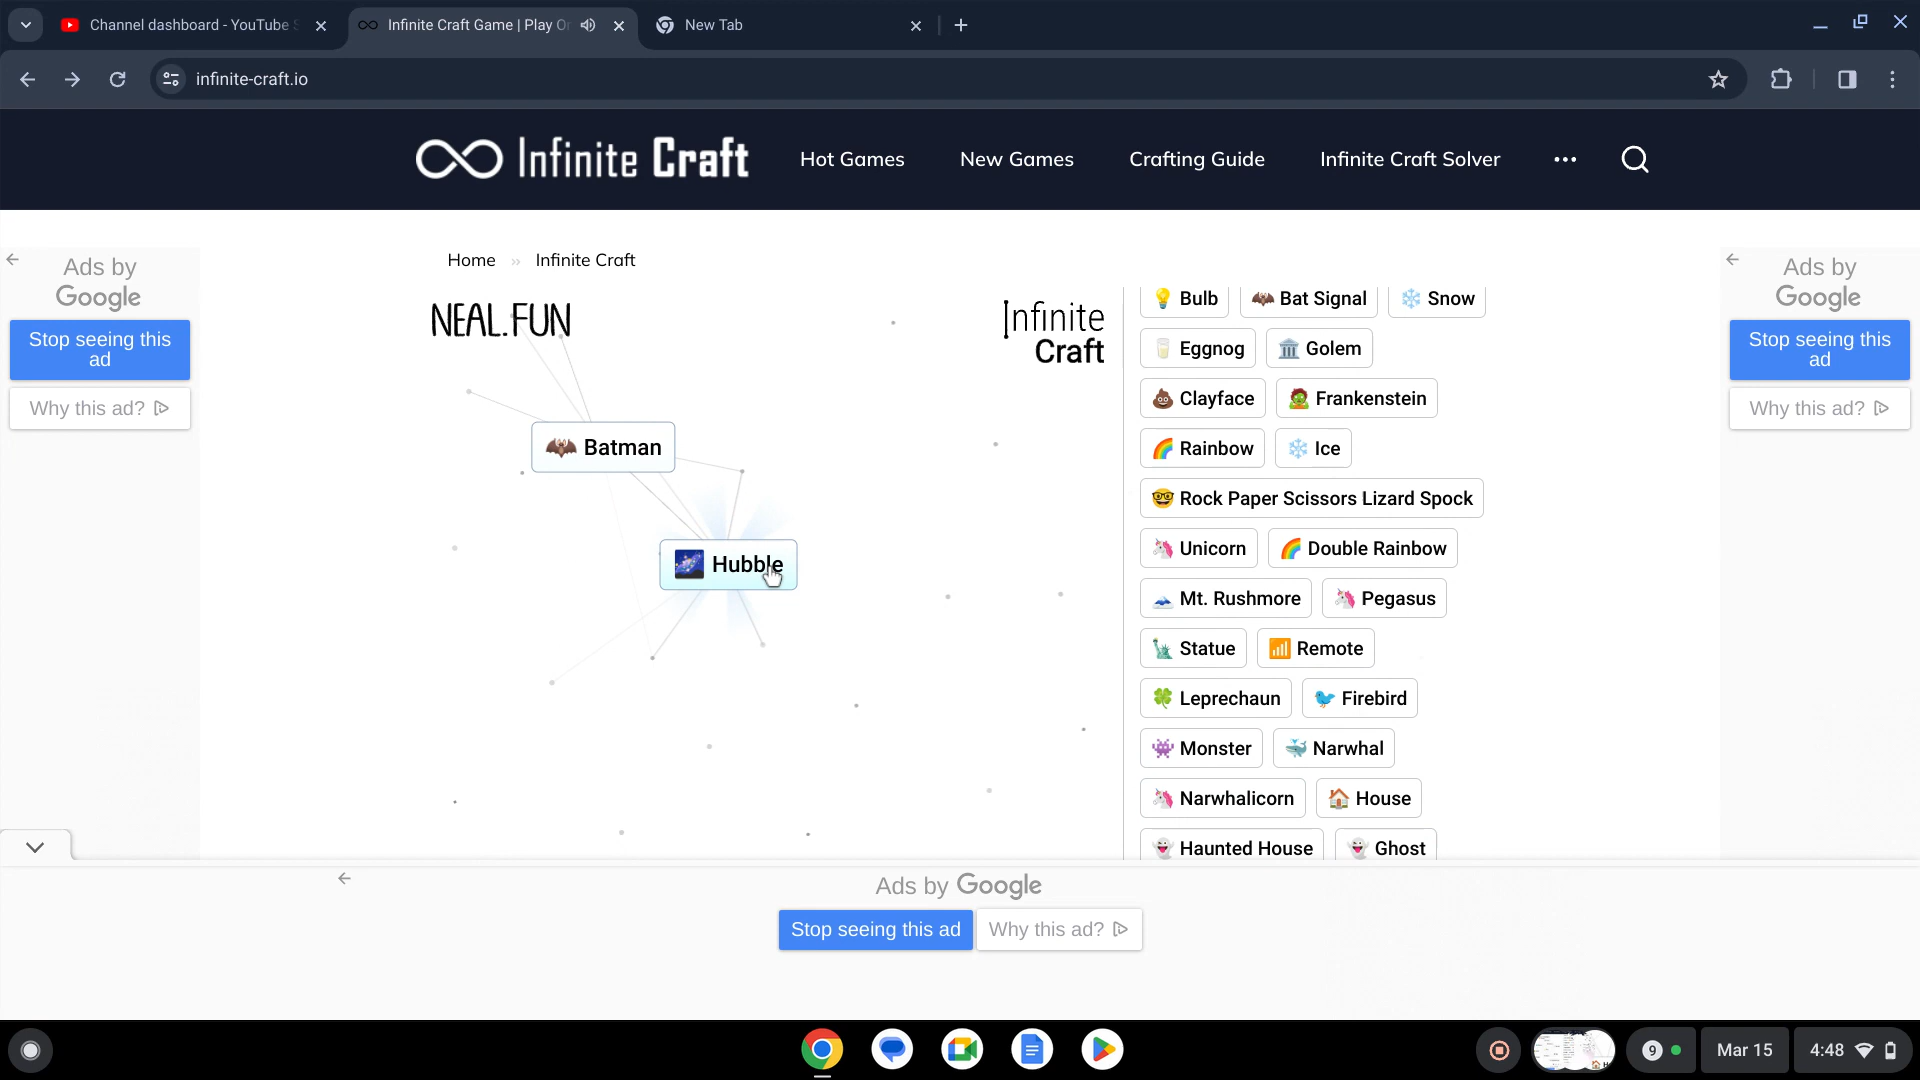 Channel dashboard - YouTube S
Infinite Craft Game | Play On
New Tab
infinite-craft.io
Infinite Craft
Hot Games
New Games
Crafting Guide
Infinite Craft Solver
Home » Infinite Craft
Ads by
Google
Stop seeing this
ad
Why this ad?
NEAL.FUN
Infinite
Craft
Batman
Hubble
Bulb
Bat Signal
Snow
Eggnog
Golem
Clayface
Frankenstein
Rainbow
Ice
Rock Paper Scissors Lizard Spock
Unicorn
Double Rainbow
Mt. Rushmore
Pegasus
Statue
Remote
Leprechaun
Firebird
Monster
Narwhal
Narwhalicorn
House
Haunted House
Ghost
Ads by
Google
Stop seeing this
ad
Why this ad?
Ads by Google
Stop seeing this ad
Why this ad?
9
Mar 15
4:48